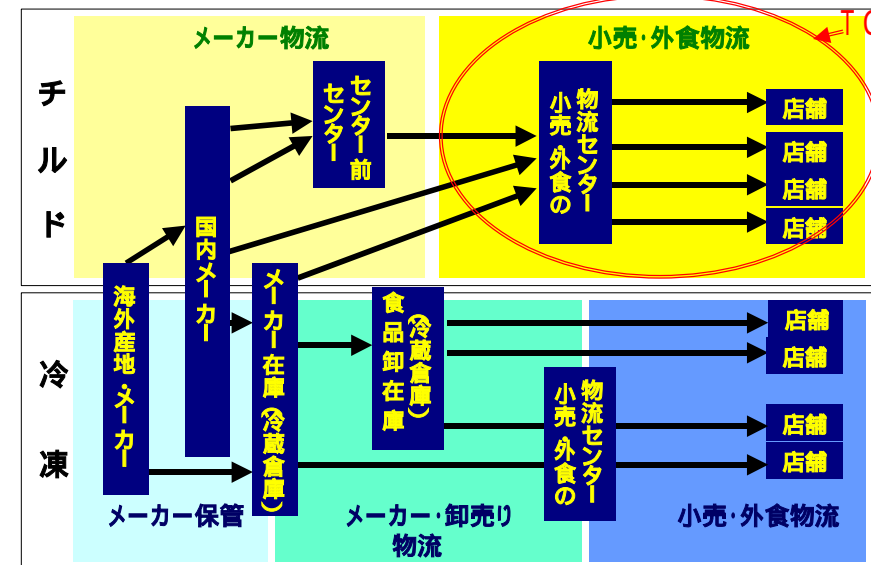 メーカー物流
小売・外食物流
TC
チルド
センター前
センター
物流センター
小売・外食の
店舗
店舗
店舗
店舗
国内メーカー
海外産地・メーカー
メーカー在庫(冷蔵倉庫)
(冷蔵倉庫)
食品卸在庫
冷凍
物流センター
小売・外食の
店舗
店舗
店舗
店舗
メーカー保管
メーカー・卸売り
物流
小売・外食物流